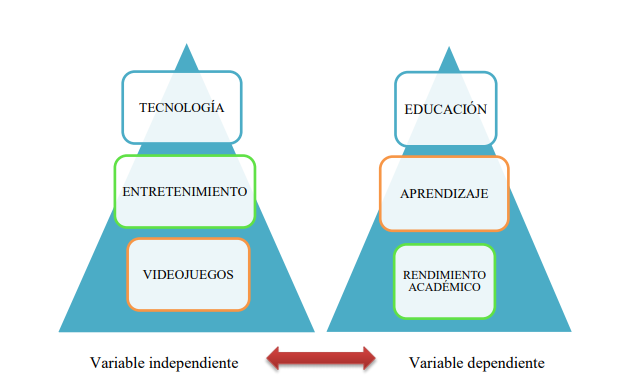 TECNOLOGÍA
ENTRETENIMIENTO
VIDEOJUEGOS
Variable independiente
EDUCACIÓN
APRENDIZAJE
RENDIMIENTO
ACADÉMICO
Variable dependiente